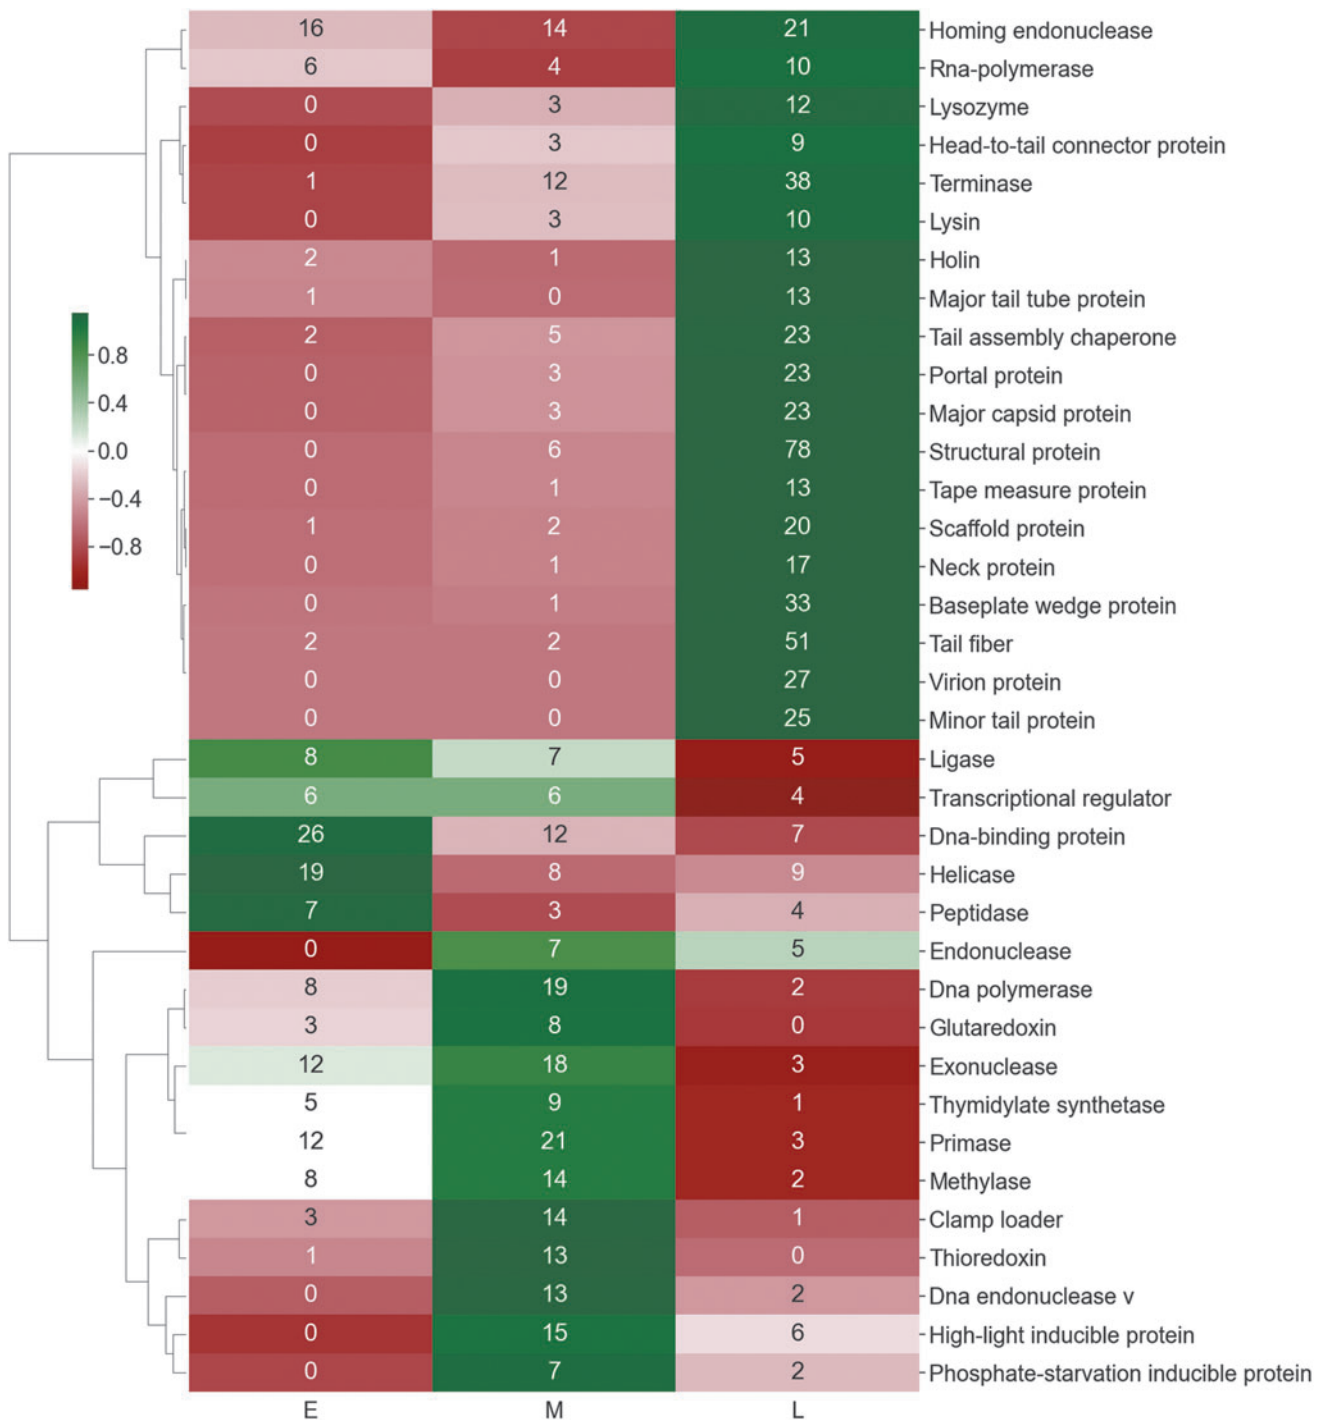 16 14 21 Homing endonuclease
6 4 10 Rna-polymerase
0 3 12 Lysozyme
0 3 9 Head-to-tail connector protein
1 12 38 Terminase
0 3 10 Lysin
2 1 13 Holin
1 0 13 Major tail tube protein
2 5 23 Tail assembly chaperone
0.8
0 3 23 Portal protein
0.4
0 3 23 Major capsid protein
0.0
0 6 78 Structural protein
−0.4
0 1 13 Tape measure protein
1 2 20 Scaffold protein
−0.8
0 1 17 Neck protein
0 1 33 Baseplate wedge protein
2 2 51 Tail fiber
0 0 27 Virion protein
0 0 25 Minor tail protein
8 7 5 Ligase
6 6 4 Transcriptional regulator
26 12 7 Dna-binding protein
19 8 9 Helicase
7 3 4 Peptidase
0 7 5 Endonuclease
8 19 2 Dna polymerase
3 8 0 Glutaredoxin
12 18 3 Exonuclease
5 9 1 Thymidylate synthetase
12 21 3 Primase
8 14 2 Methylase
3 14 1 Clamp loader
1 13 0 Thioredoxin
0 13 2 Dna endonuclease v
0 15 6 High-light inducible protein
0 7 2 Phosphate-starvation inducible protein
E M L